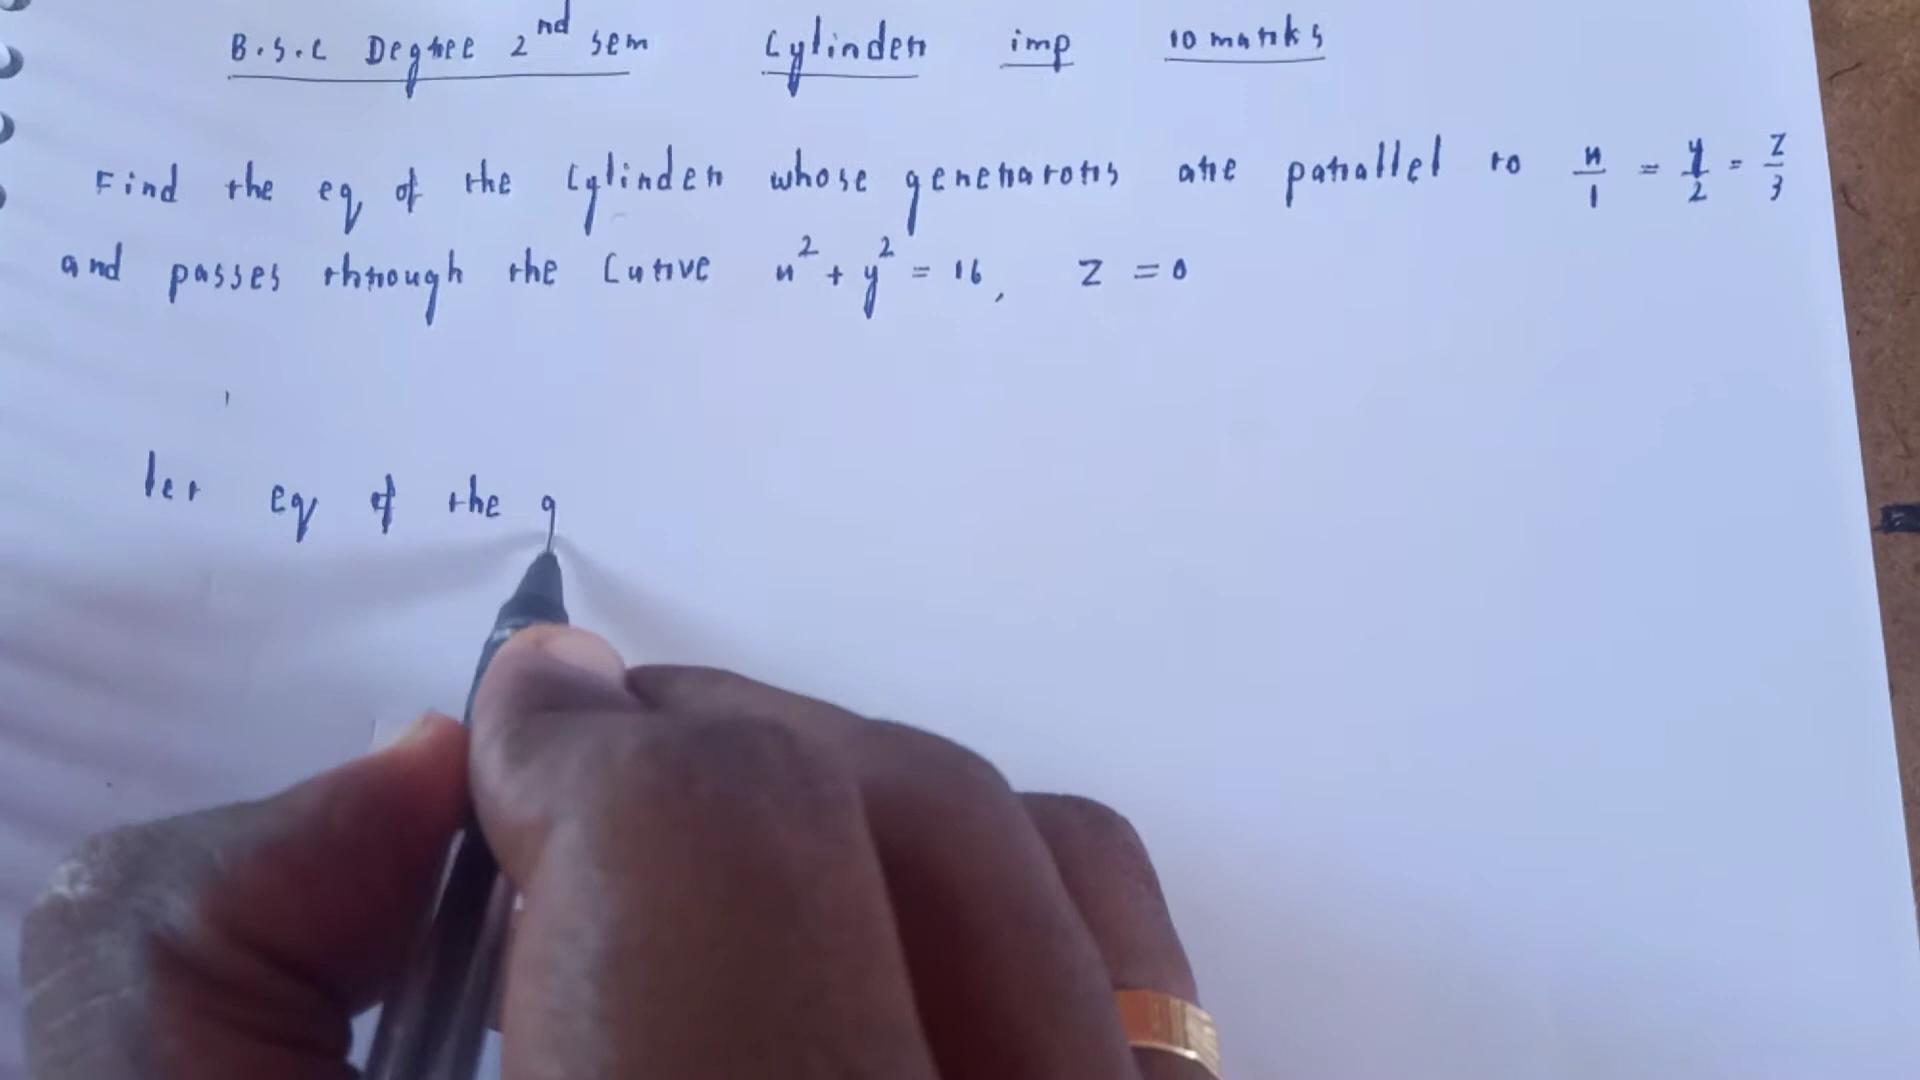 B.S.C Degree 2nd sem Cylinder imp 10 marks
Find the eq of the Cylinder whose generators are parallel to x/1 = y/2 = z/3
and passes through the Curve x² + y² = 16, Z = 0
let eq of the g